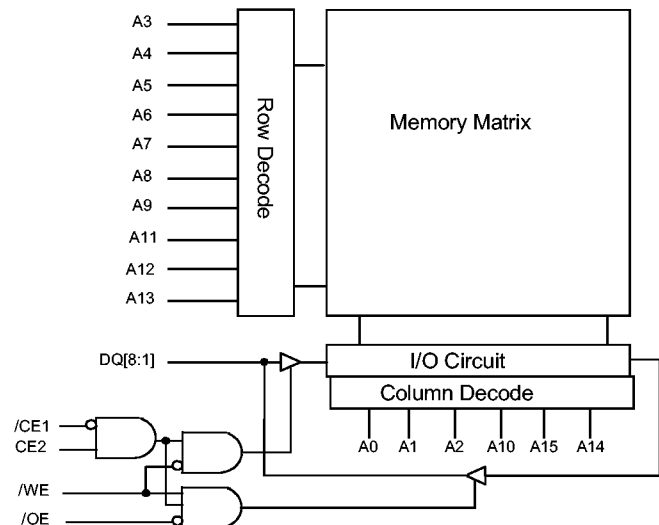 A3
A4
A5
A6
A7
A8
A9
A11
A12
A13
Row Decode
Memory Matrix
DQ[8:1]
I/O Circuit
Column Decode
A0 A1 A2 A10 A15 A14
/CE1
CE2
/WE
/OE